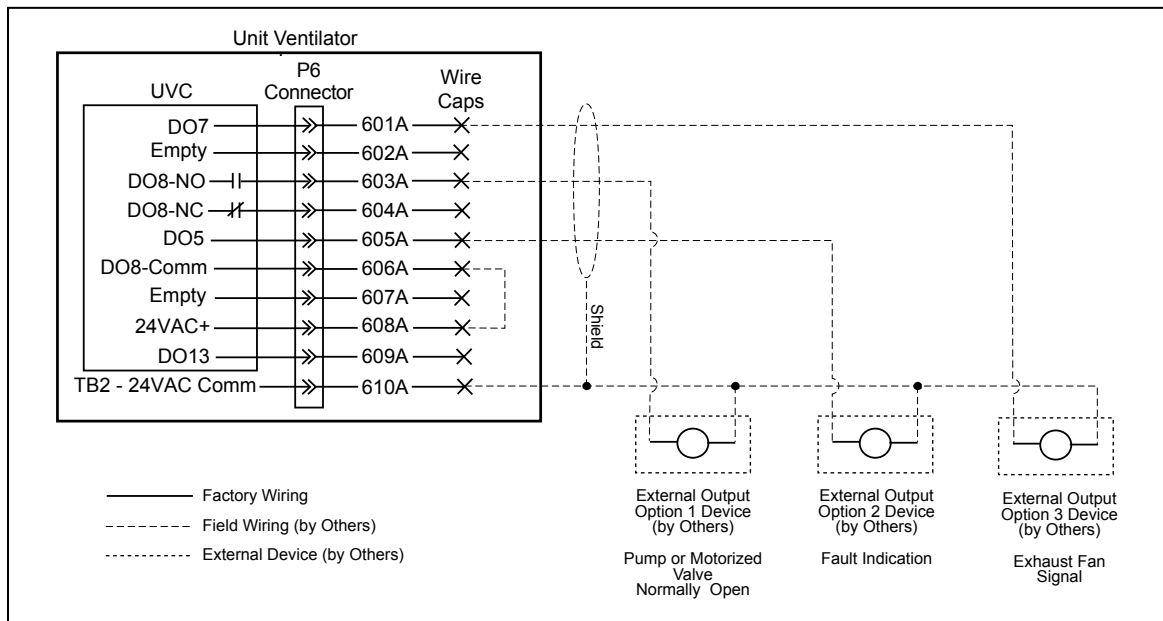 Unit Ventilator
UVC
P6
Connector
Wire
Caps
DO7 601A
Empty 602A
DO8-NO 603A
DO8-NC 604A
DO5 605A
DO8-Comm 606A
Empty 607A
24VAC+ 608A
DO13 609A
TB2 - 24VAC Comm 610A
Shield
Factory Wiring
Field Wiring (by Others)
External Device (by Others)
External Output
Option 1 Device
(by Others)
Pump or Motorized
Valve
Normally Open
External Output
Option 2 Device
(by Others)
Fault Indication
External Output
Option 3 Device
(by Others)
Exhaust Fan
Signal